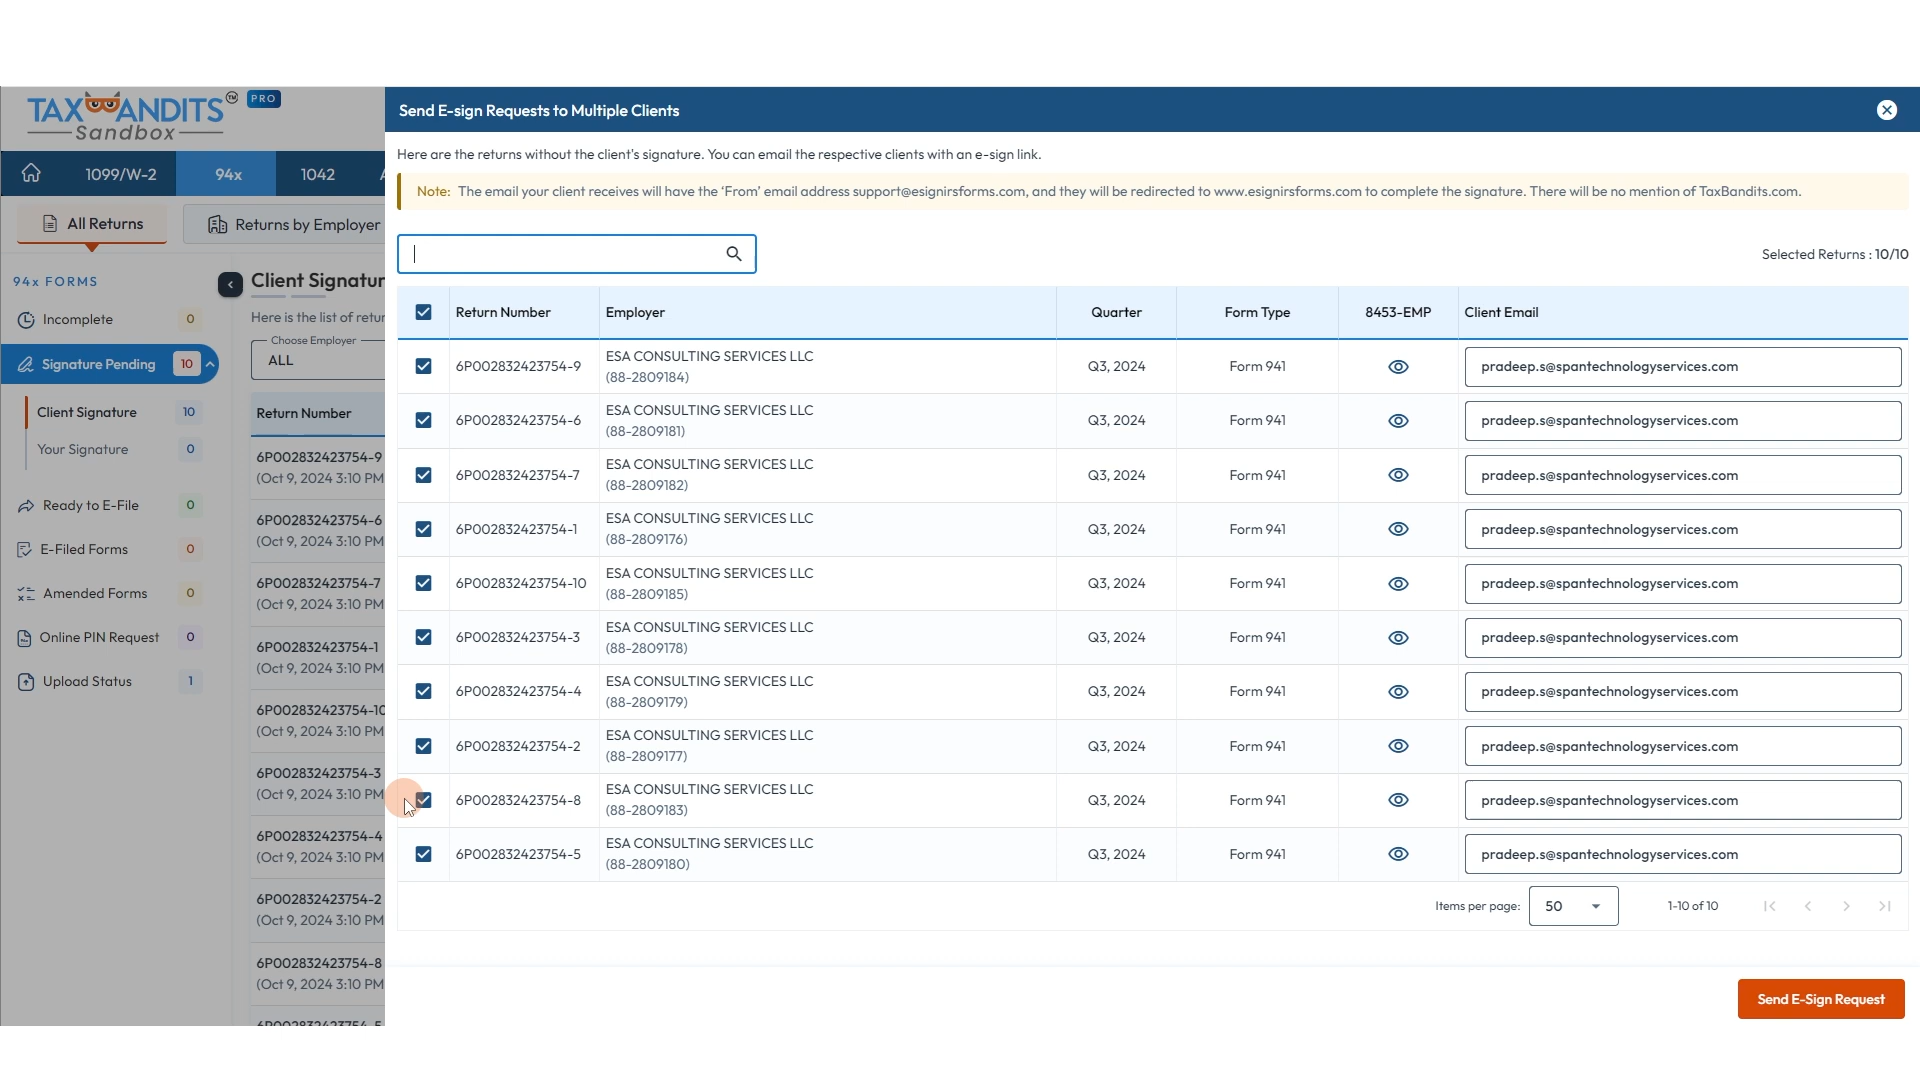 TAXBANDITS TM PRO
Sandbox
1099/W-2 94x 1042 A
All Returns Returns by Employer
94x FORMS
Incomplete 0
Signature Pending 10
Client Signature 10
Your Signature 0
Ready to E-File 0
E-Filed Forms 0
Amended Forms 0
Online PIN Request 0
Upload Status 1
Client Signatur
Here is the list of retur
Choose Employer
ALL
Return Number
6P002832423754-9
(Oct 9, 2024 3:10 PM
6P002832423754-6
(Oct 9, 2024 3:10 PM
6P002832423754-7
(Oct 9, 2024 3:10 PM
6P002832423754-1
(Oct 9, 2024 3:10 PM
6P002832423754-10
(Oct 9, 2024 3:10 PM
6P002832423754-3
(Oct 9, 2024 3:10 PM
6P002832423754-4
(Oct 9, 2024 3:10 PM
6P002832423754-2
(Oct 9, 2024 3:10 PM
6P002832423754-8
(Oct 9, 2024 3:10 PM
6P002832423754-5
Send E-sign Requests to Multiple Clients
Here are the returns without the client's signature. You can email the respective clients with an e-sign link.
Note: The email your client receives will have the ‘From’ email address support@esignirsforms.com, and they will be redirected to www.esignirsforms.com to complete the signature. There will be no mention of TaxBandits.com.
Selected Returns : 10/10
Return Number Employer Quarter Form Type 8453-EMP Client Email
6P002832423754-9 ESA CONSULTING SERVICES LLC Q3, 2024 Form 941 pradeep.s@spantechnologyservices.com
(88-2809184)
6P002832423754-6 ESA CONSULTING SERVICES LLC Q3, 2024 Form 941 pradeep.s@spantechnologyservices.com
(88-2809181)
6P002832423754-7 ESA CONSULTING SERVICES LLC Q3, 2024 Form 941 pradeep.s@spantechnologyservices.com
(88-2809182)
6P002832423754-1 ESA CONSULTING SERVICES LLC Q3, 2024 Form 941 pradeep.s@spantechnologyservices.com
(88-2809176)
6P002832423754-10 ESA CONSULTING SERVICES LLC Q3, 2024 Form 941 pradeep.s@spantechnologyservices.com
(88-2809185)
6P002832423754-3 ESA CONSULTING SERVICES LLC Q3, 2024 Form 941 pradeep.s@spantechnologyservices.com
(88-2809178)
6P002832423754-4 ESA CONSULTING SERVICES LLC Q3, 2024 Form 941 pradeep.s@spantechnologyservices.com
(88-2809179)
6P002832423754-2 ESA CONSULTING SERVICES LLC Q3, 2024 Form 941 pradeep.s@spantechnologyservices.com
(88-2809177)
6P002832423754-8 ESA CONSULTING SERVICES LLC Q3, 2024 Form 941 pradeep.s@spantechnologyservices.com
(88-2809183)
6P002832423754-5 ESA CONSULTING SERVICES LLC Q3, 2024 Form 941 pradeep.s@spantechnologyservices.com
(88-2809180)
Items per page: 50 1-10 of 10
Send E-Sign Request